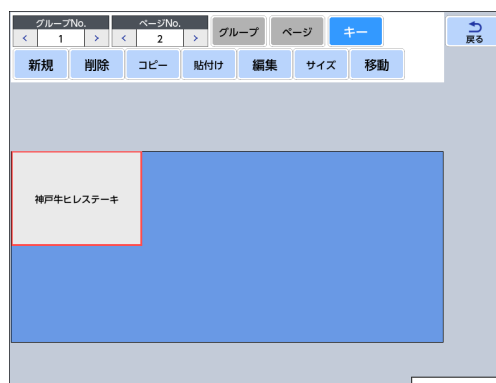 グループNo. ページNo.
< 1 > < 2 > グループ ページ キー 戻る
新規 削除 コピー 貼付け 編集 サイズ 移動
神戸牛ヒレステーキ